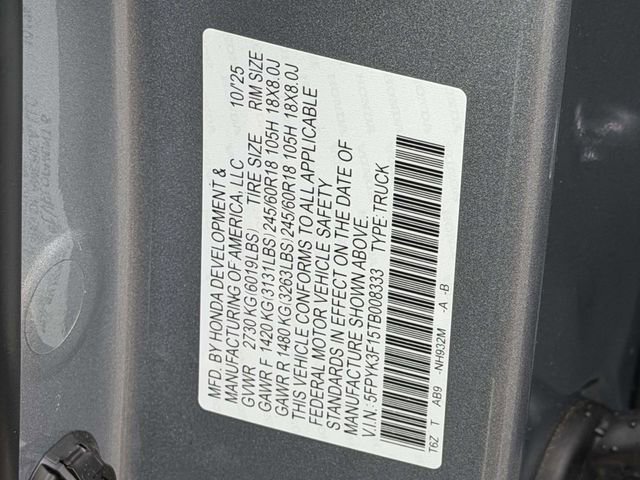 MFD. BY HONDA DEVELOPMENT &
MANUFACTURING OF AMERICA, LLC 10/'25
GVWR 2730 KG(6019LBS) TIRE SIZE RIM SIZE
GAWR F 1420 KG(3131LBS)245/60R18 105H 18X8.0J
GAWR R 1480 KG(3263LBS)245/60R18 105H 18X8.0J
THIS VEHICLE CONFORMS TO ALL APPLICABLE
FEDERAL MOTOR VEHICLE SAFETY
STANDARDS IN EFFECT ON THE DATE OF
MANUFACTURE SHOWN ABOVE.
V.I.N.: 5FPYK3F15TB008333 TYPE: TRUCK
T6Z T AB9 -NH932M -A -B